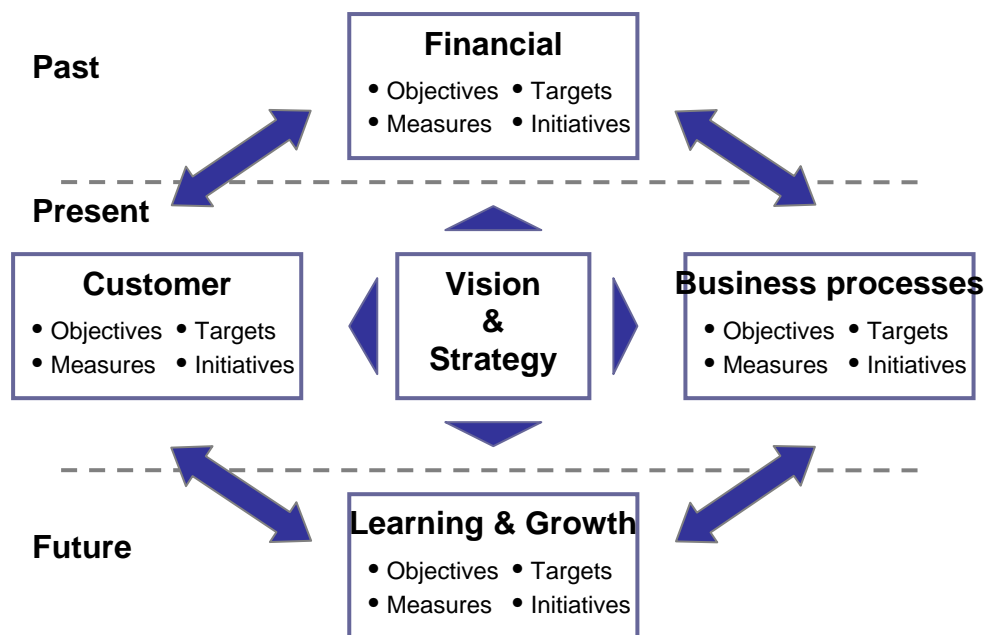 Past
Financial
• Objectives • Targets
• Measures • Initiatives
Present
Customer
• Objectives • Targets
• Measures • Initiatives
Vision
&
Strategy
Business processes
• Objectives • Targets
• Measures • Initiatives
Future
Learning & Growth
• Objectives • Targets
• Measures • Initiatives